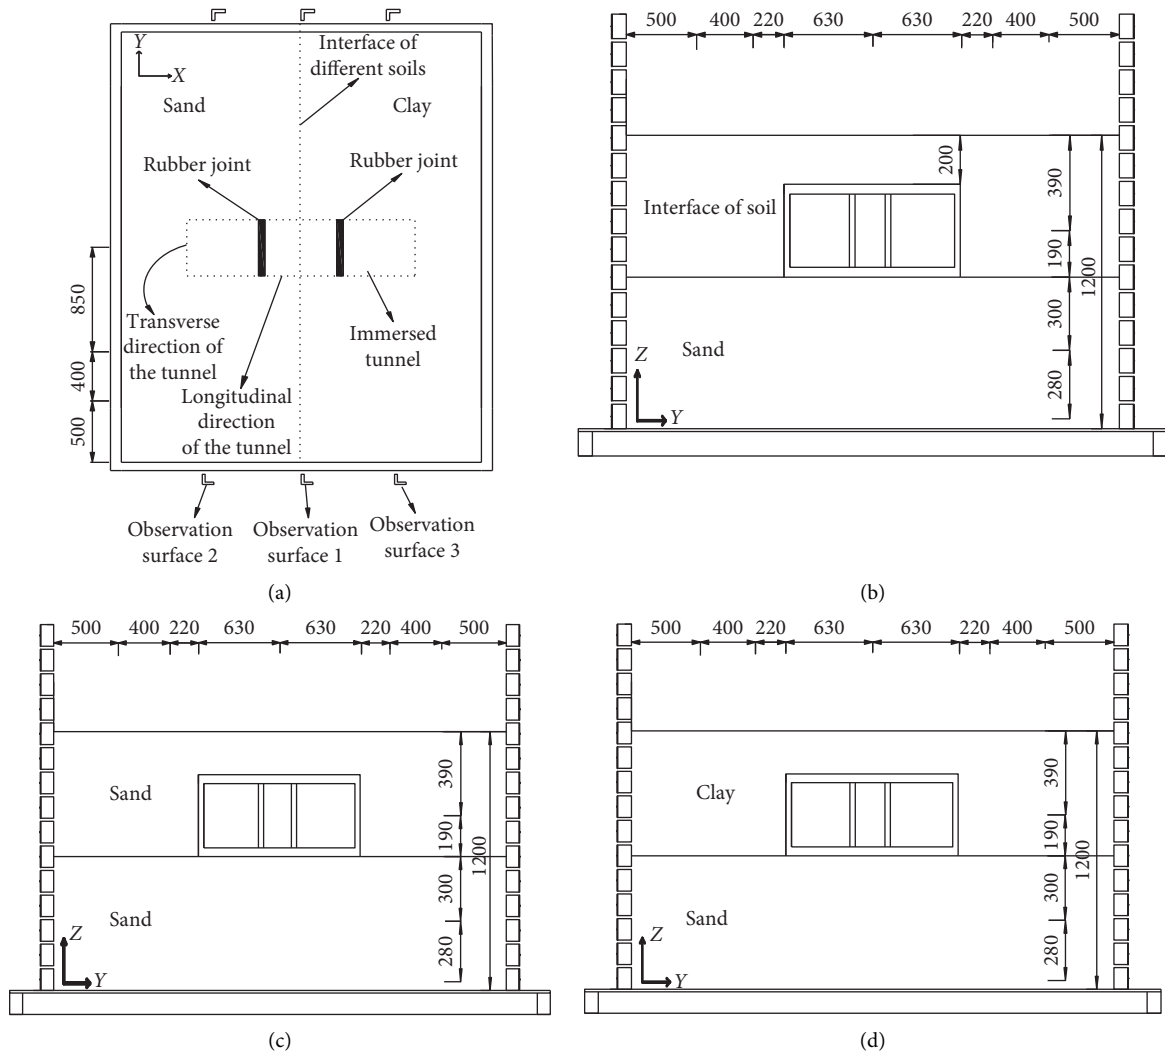 Y
X
Interface of
different soils
Sand
Clay
Rubber joint
Rubber joint
850
400
500
Transverse
direction of
the tunnel
Immersed
tunnel
Longitudinal
direction
of the tunnel
Observation
surface 2
Observation
surface 1
Observation
surface 3
(a)
500 400 220 630 630 220 400 500
200
390
Interface of soil
190
1200
300
Sand
280
Z
Y
(b)
500 400 220 630 630 220 400 500
390
Sand
190
1200
300
Sand
280
Z
Y
(c)
500 400 220 630 630 220 400 500
390
Clay
190
1200
300
Sand
280
Z
Y
(d)